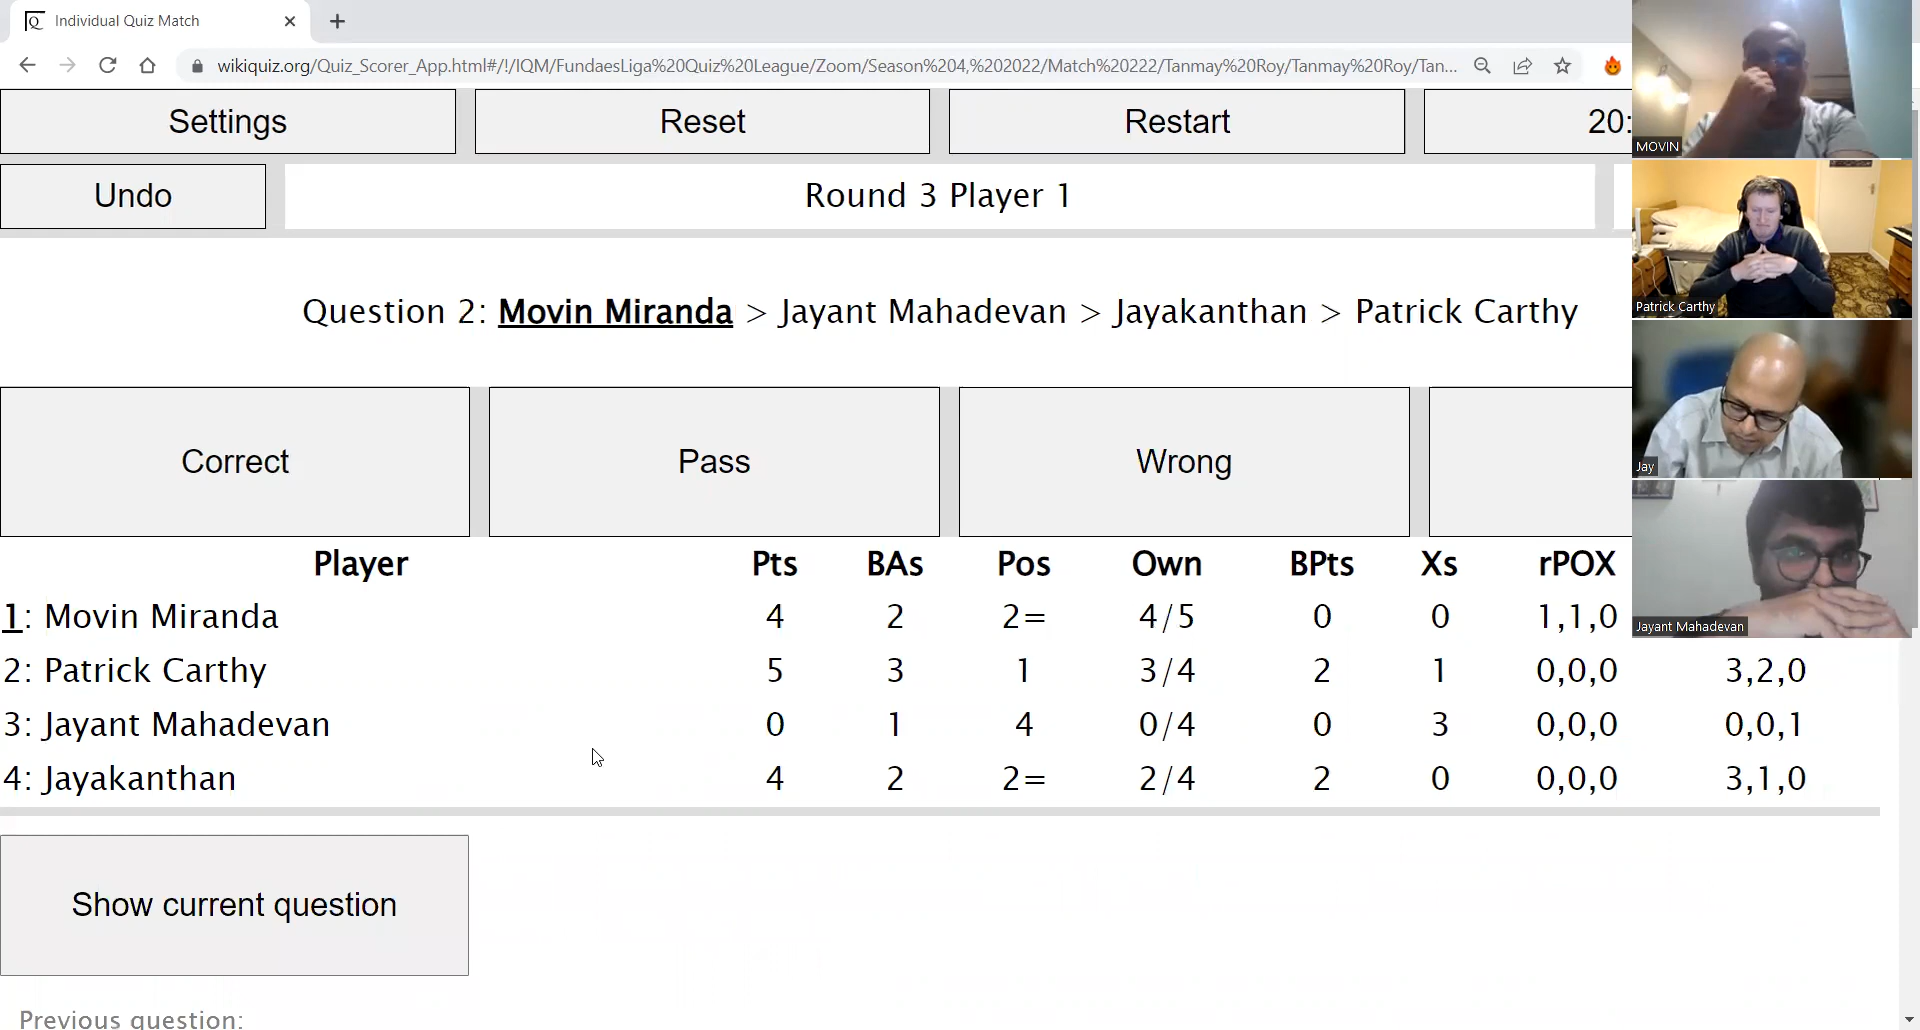 Individual Quiz Match
wikiquiz.org/Quiz_Scorer_App.html#/!/IQM/FundaesLiga%20Quiz%20League/Zoom/Season%204,%202022/Match%20222/Tanmay%20Roy/Tanmay%20Roy/Tan...
Settings Reset Restart 20:
Undo Round 3 Player 1
Question 2: Movin Miranda > Jayant Mahadevan > Jayakanthan > Patrick Carthy
Correct Pass Wrong
Player Pts BAs Pos Own BPts Xs rPOX
1: Movin Miranda 4 2 2= 4/5 0 0 1,1,0
2: Patrick Carthy 5 3 1 3/4 2 1 0,0,0 3,2,0
3: Jayant Mahadevan 0 1 4 0/4 0 3 0,0,0 0,0,1
4: Jayakanthan 4 2 2= 2/4 2 0 0,0,0 3,1,0
Show current question
Previous question:
MOVIN
Patrick Carthy
Jay
Jayant Mahadevan